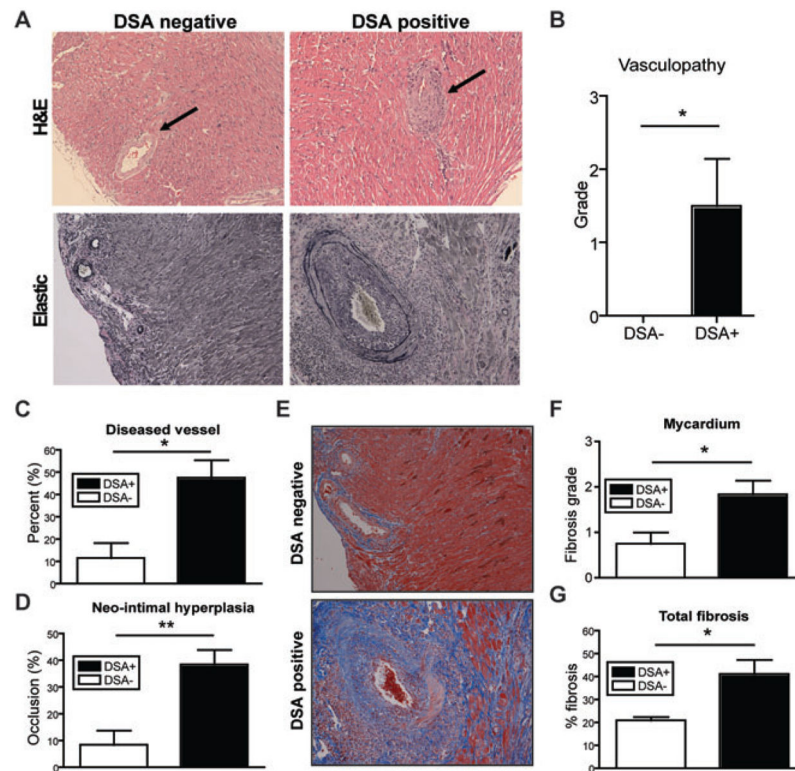 A
DSA negative
DSA positive
H&E
Elastic
B
Vasculopathy
Grade
3
2
1
0
*
DSA-
DSA+
C
Diseased vessel
*
Percent (%)
60
50
40
30
20
10
0
DSA+
DSA-
D
Neo-intimal hyperplasia
**
Occlusion (%)
50
40
30
20
10
0
DSA+
DSA-
E
DSA negative
DSA positive
F
Mycardium
*
Fibrosis grade
3
2
1
0
DSA+
DSA-
G
Total fibrosis
*
% fibrosis
60
50
40
30
20
10
0
DSA+
DSA-